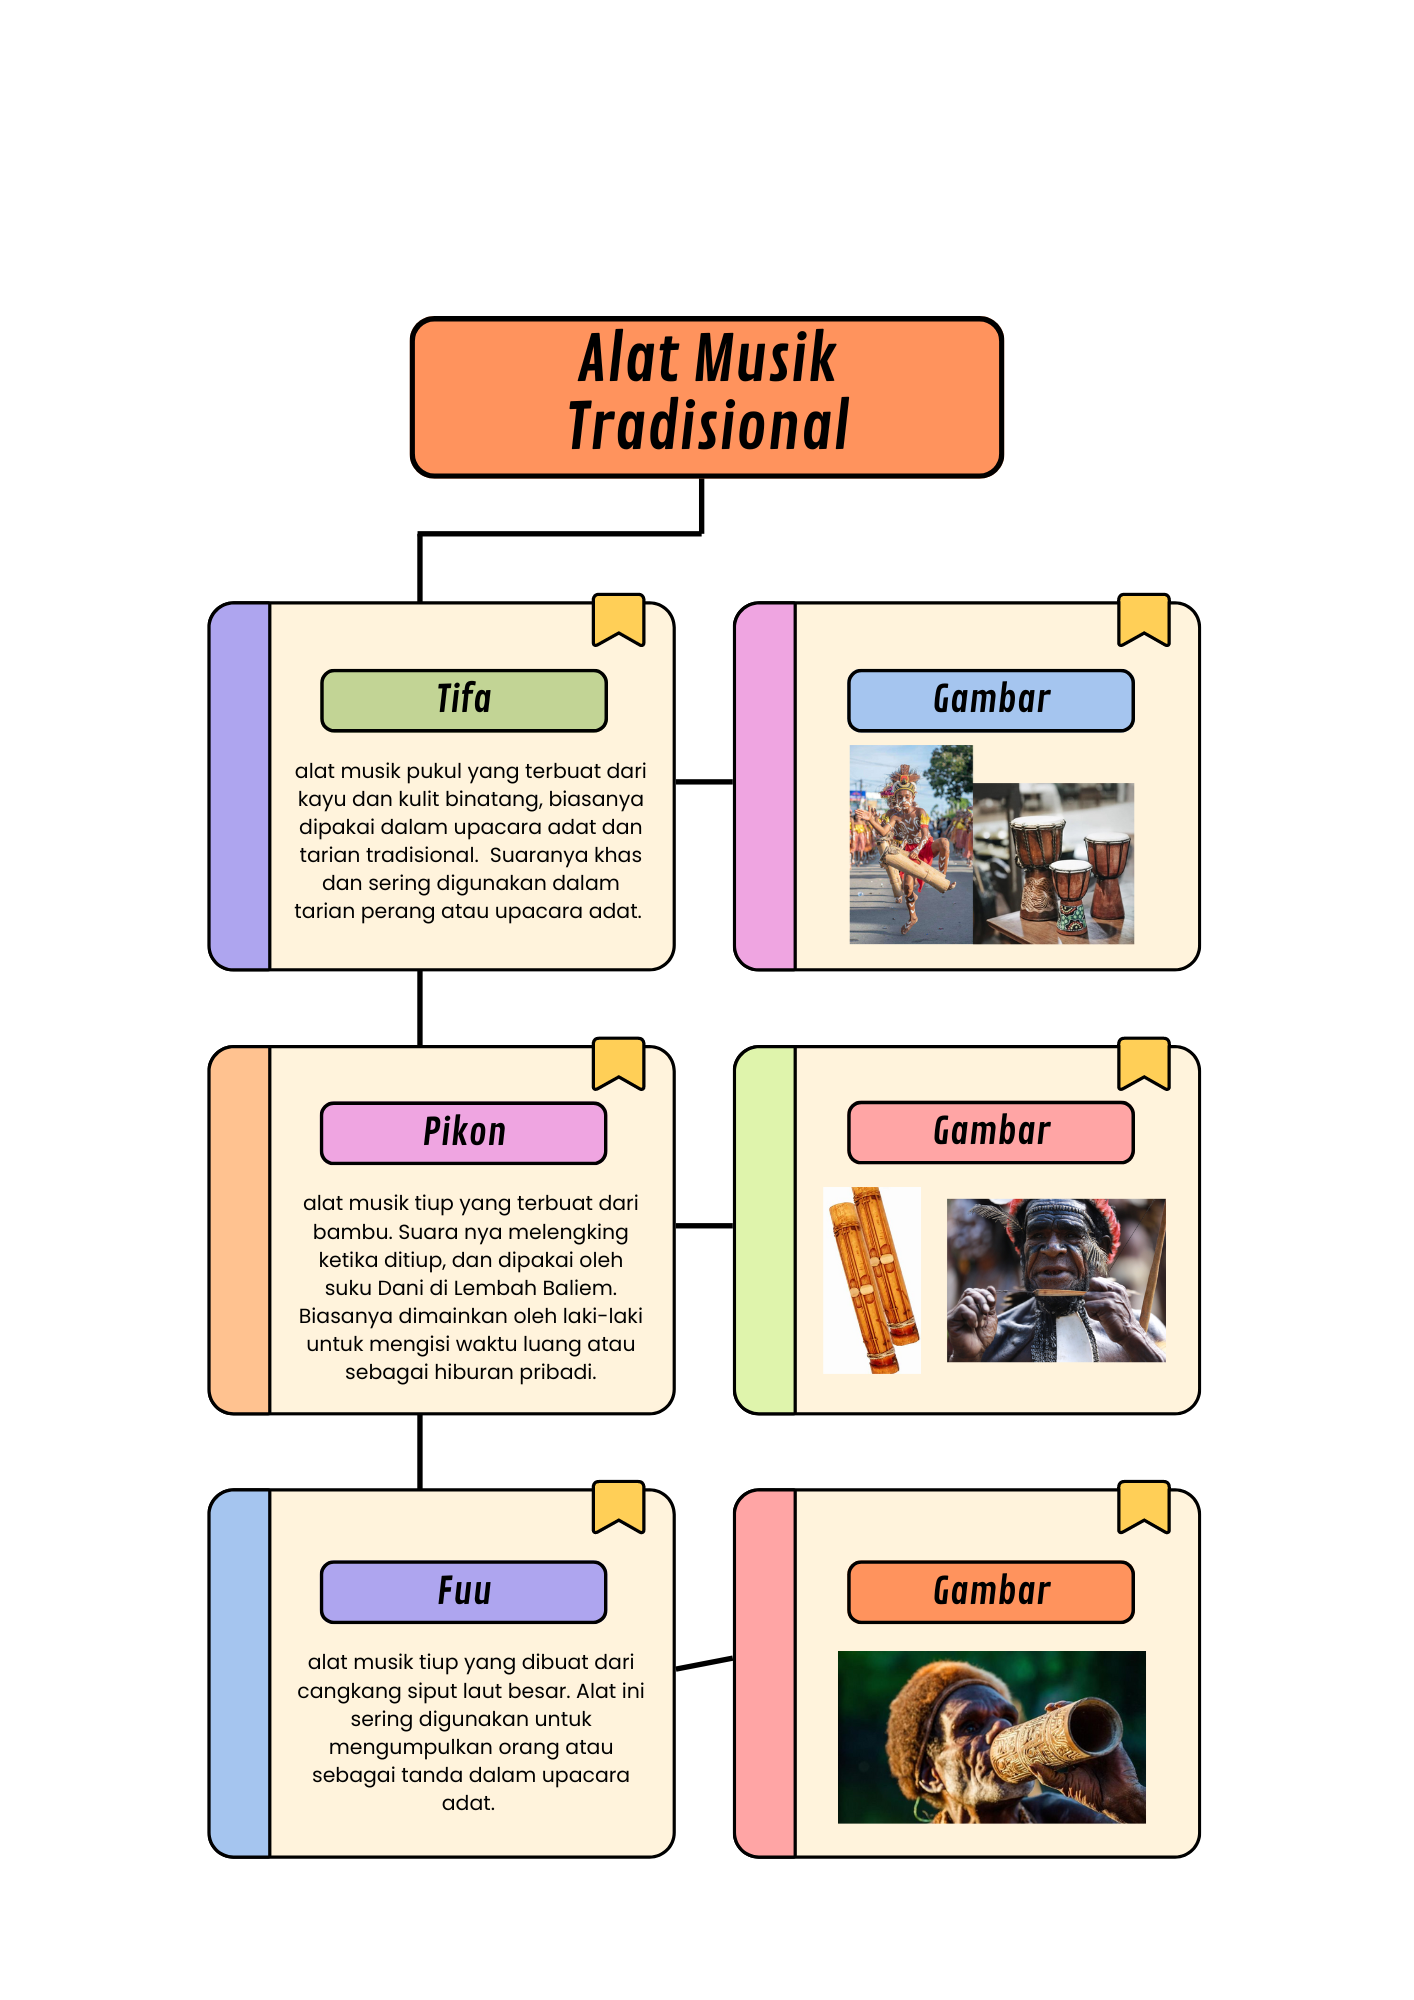 Alat Musik
Tradisional
Tifa
alat musik pukul yang terbuat dari
kayu dan kulit binatang, biasanya
dipakai dalam upacara adat dan
tarian tradisional.  Suaranya khas
dan sering digunakan dalam
tarian perang atau upacara adat.
Gambar
Pikon
alat musik tiup yang terbuat dari
bambu. Suara nya melengking
ketika ditiup, dan dipakai oleh
suku Dani di Lembah Baliem.
Biasanya dimainkan oleh laki-laki
untuk mengisi waktu luang atau
sebagai hiburan pribadi.
Gambar
Fuu
alat musik tiup yang dibuat dari
cangkang siput laut besar. Alat ini
sering digunakan untuk
mengumpulkan orang atau
sebagai tanda dalam upacara
adat.
Gambar